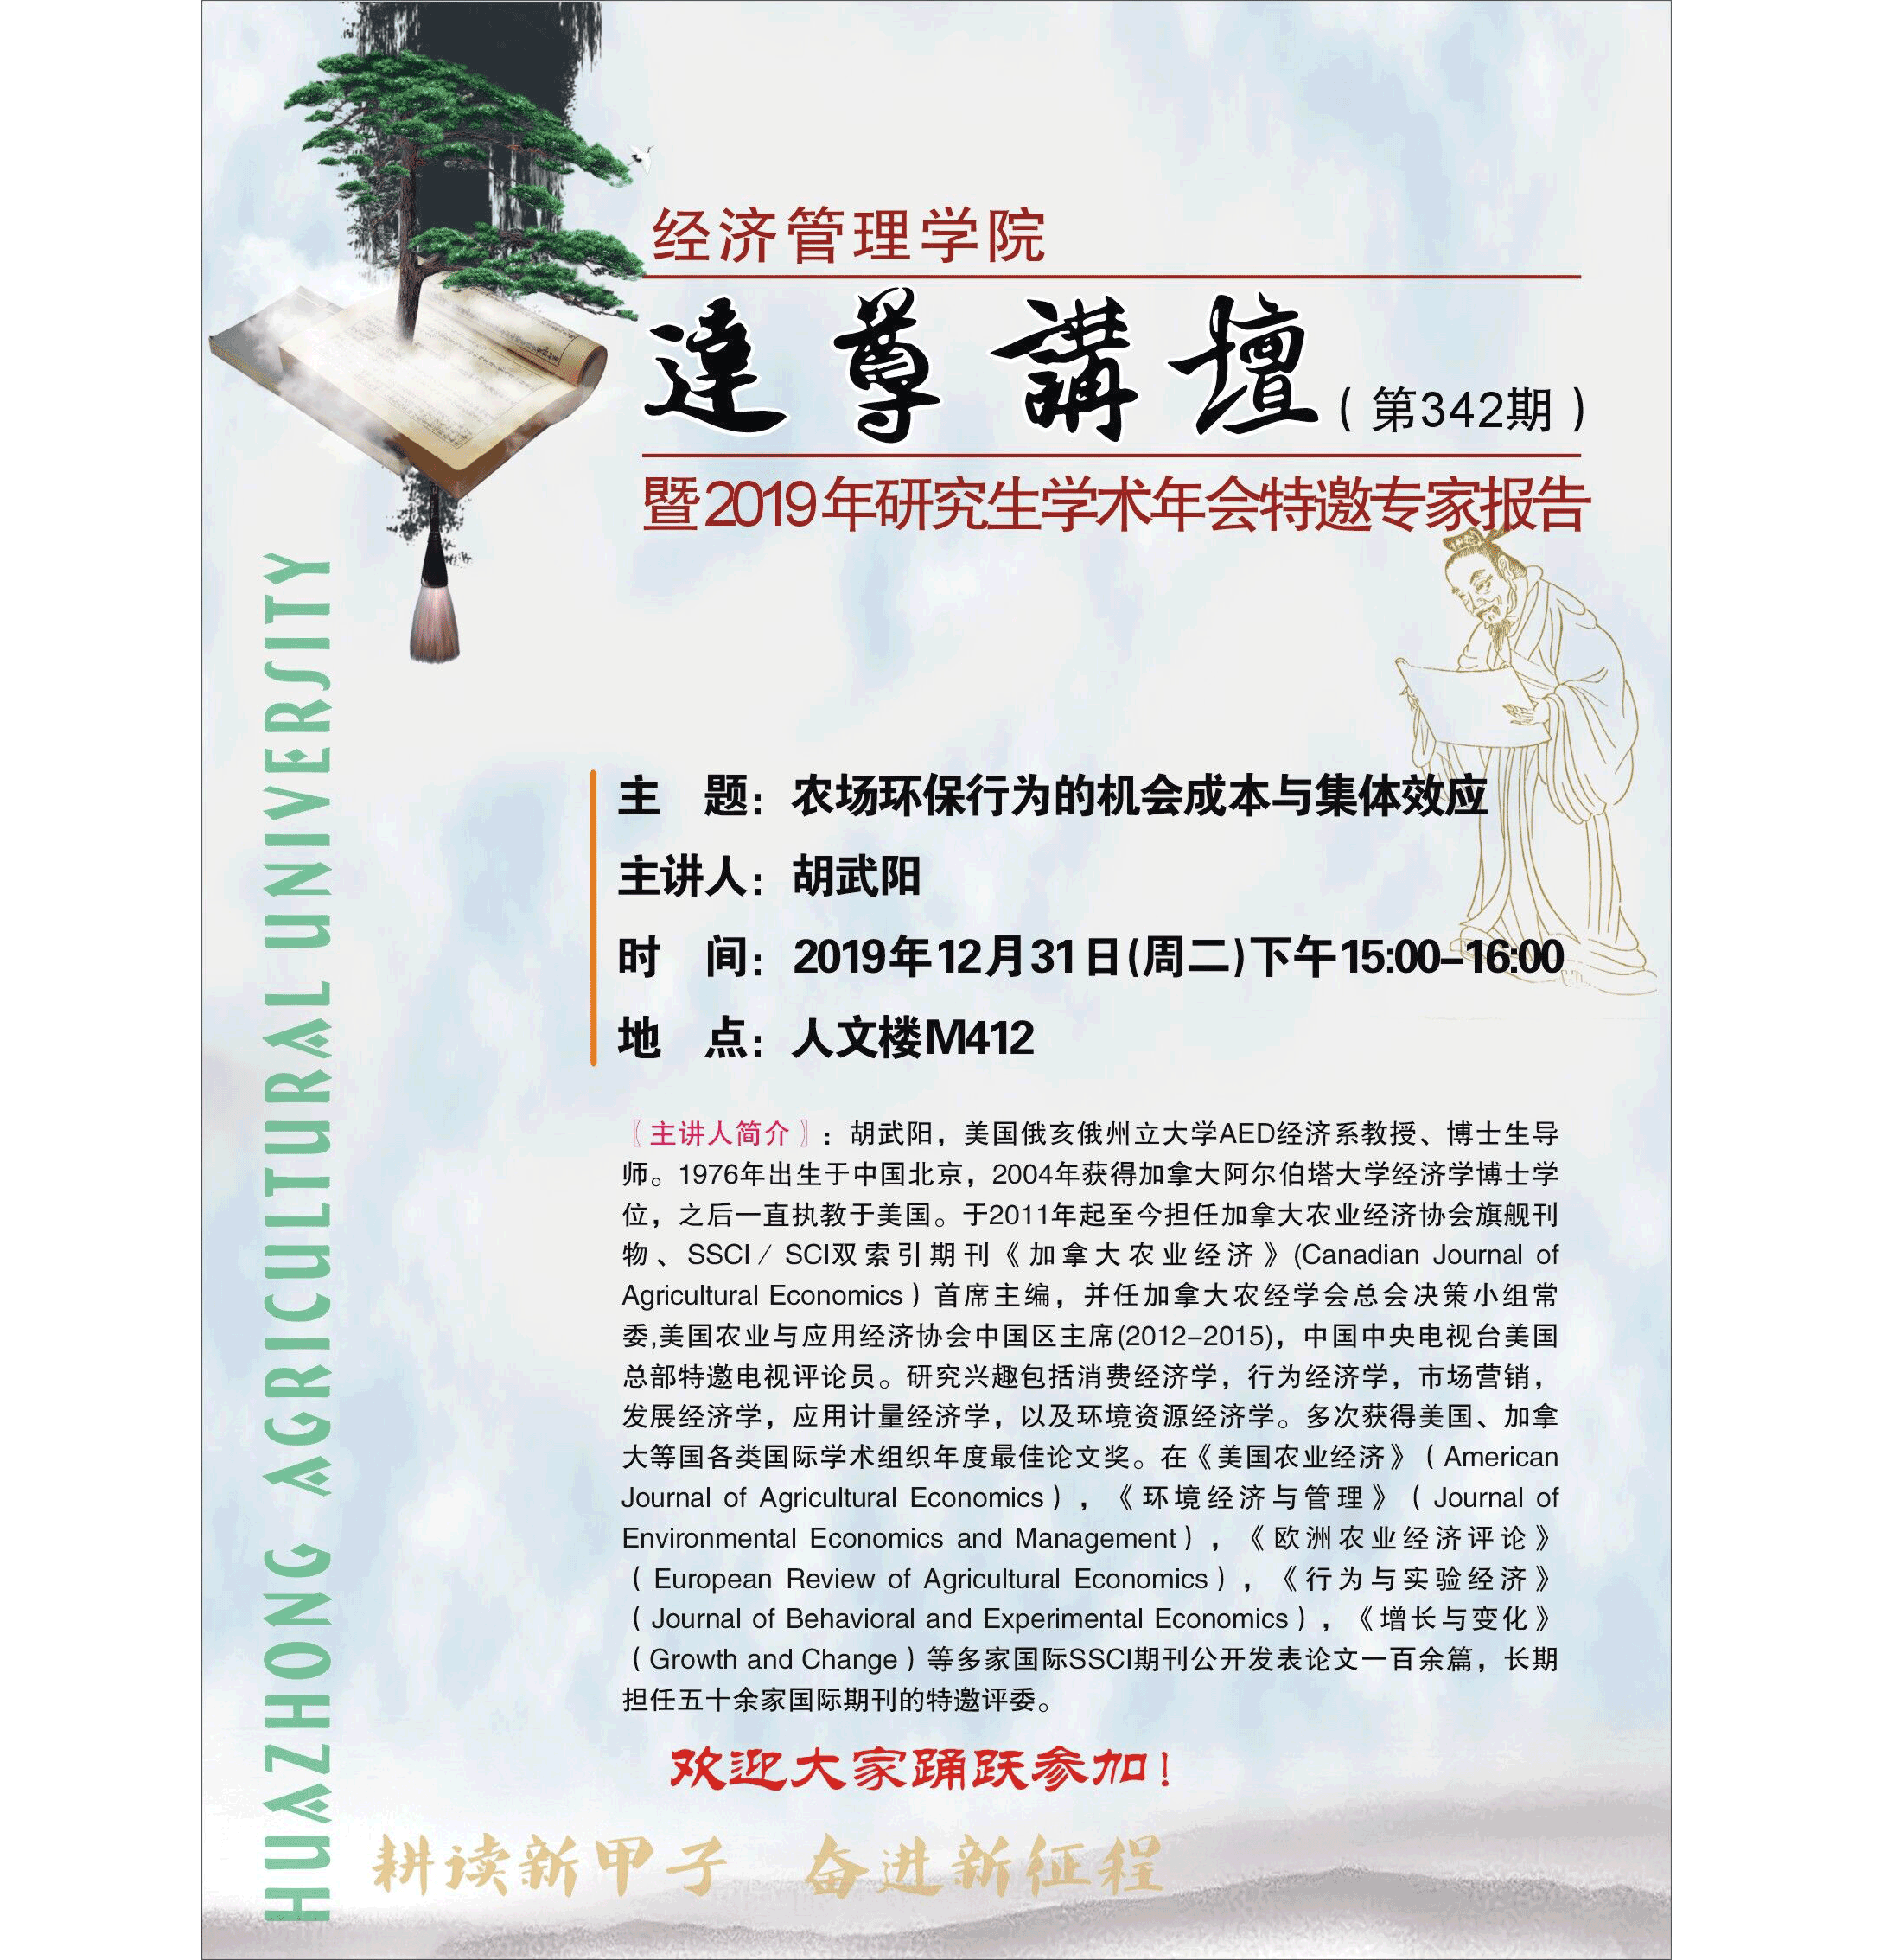 经济管理学院
達尊講壇(第342期)
暨2019年研究生学术年会特邀专家报告
HUAZHONG AGRICULTURAL UNIVERSITY
主 题：农场环保行为的机会成本与集体效应
主讲人：胡武阳
时 间：2019年12月31日(周二)下午15:00-16:00
地 点：人文楼M412
〖主讲人简介〗：胡武阳，美国俄亥俄州立大学AED经济系教授、博士生导
师。1976年出生于中国北京，2004年获得加拿大阿尔伯塔大学经济学博士学
位，之后一直执教于美国。于2011年起至今担任加拿大农业经济协会旗舰刊
物、SSCI／SCI双索引期刊《加拿大农业经济》(Canadian Journal of
Agricultural Economics）首席主编，并任加拿大农经学会总会决策小组常
委,美国农业与应用经济协会中国区主席(2012-2015)，中国中央电视台美国
总部特邀电视评论员。研究兴趣包括消费经济学，行为经济学，市场营销，
发展经济学，应用计量经济学，以及环境资源经济学。多次获得美国、加拿
大等国各类国际学术组织年度最佳论文奖。在《美国农业经济》（American
Journal of Agricultural Economics），《环境经济与管理》（Journal of
Environmental Economics and Management），《欧洲农业经济评论》
（European Review of Agricultural Economics），《行为与实验经济》
（Journal of Behavioral and Experimental Economics），《增长与变化》
（Growth and Change）等多家国际SSCI期刊公开发表论文一百余篇，长期
担任五十余家国际期刊的特邀评委。
欢迎大家踊跃参加！
耕读新甲子 奋进新征程